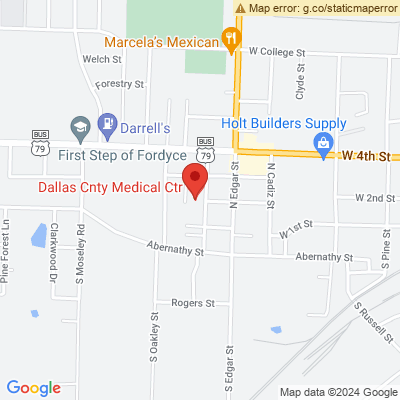 Map error: g.co/staticmaperror
Marcela's Mexican
W College St
Welch St
Forestry St
Clyde St
Darrell's
Holt Builders Supply
BUS
79
First Step of Fordyce
BUS
79
W 4th St
Dallas Cnty Medical Ctr
N Edgar St
N Cadiz St
W 2nd St
W 1st St
Pine Forest Ln
Clarkwood Dr
S Moseley Rd
Abernathy St
Abernathy St
S Pine St
Rogers St
S Oakley St
S Edgar St
S Russell St
Google
Map data ©2024 Google